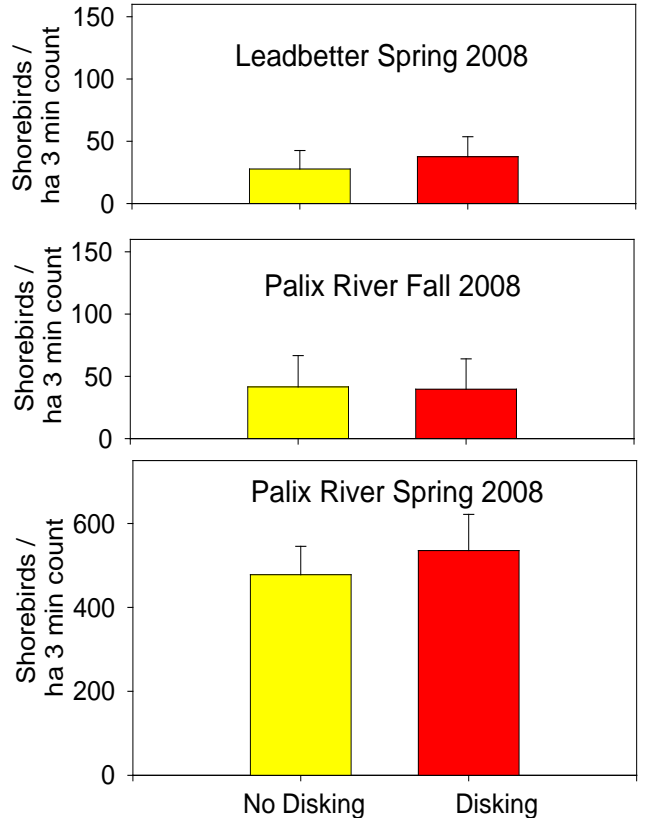 150
100
50
0
Shorebirds /
ha 3 min count
Leadbetter Spring 2008
150
100
50
0
Shorebirds /
ha 3 min count
Palix River Fall 2008
600
400
200
0
Shorebirds /
ha 3 min count
Palix River Spring 2008
No Disking Disking